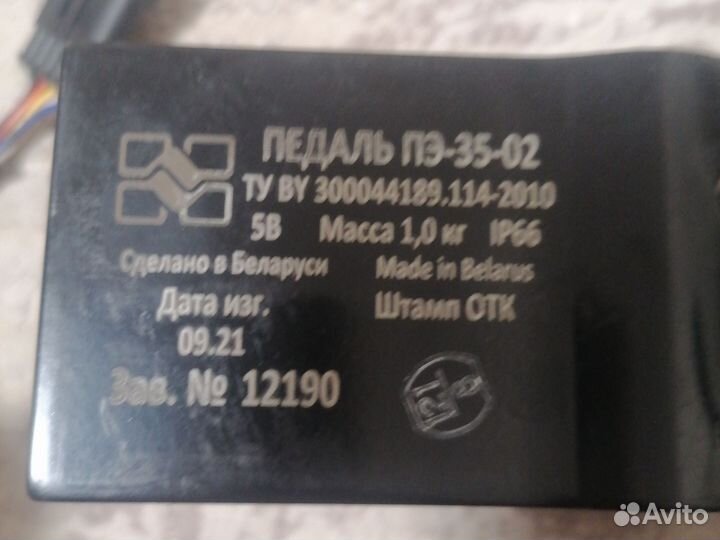 ПЕДАЛЬ ПЭ-35-02
ТУ BY 300044189.114-2010
5В Масса 1,0 кг IP66
Сделано в Беларуси Made in Belarus
Дата изг. Штамп ОТК
09.21
Зав. № 12190
Avito